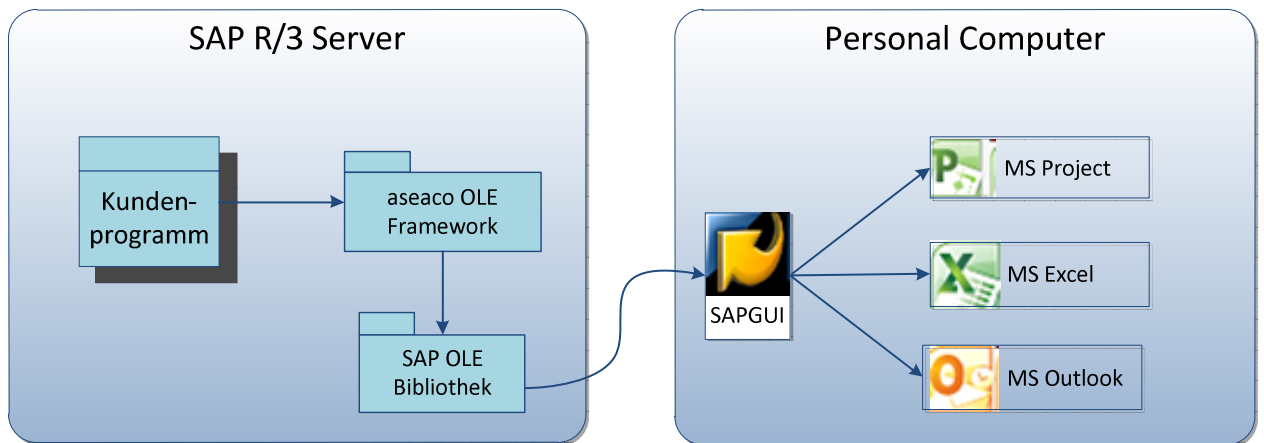 SAP R/3 Server
Kunden-
programm
aseaco OLE
Framework
SAP OLE
Bibliothek
Personal Computer
SAPGUI
MS Project
MS Excel
MS Outlook